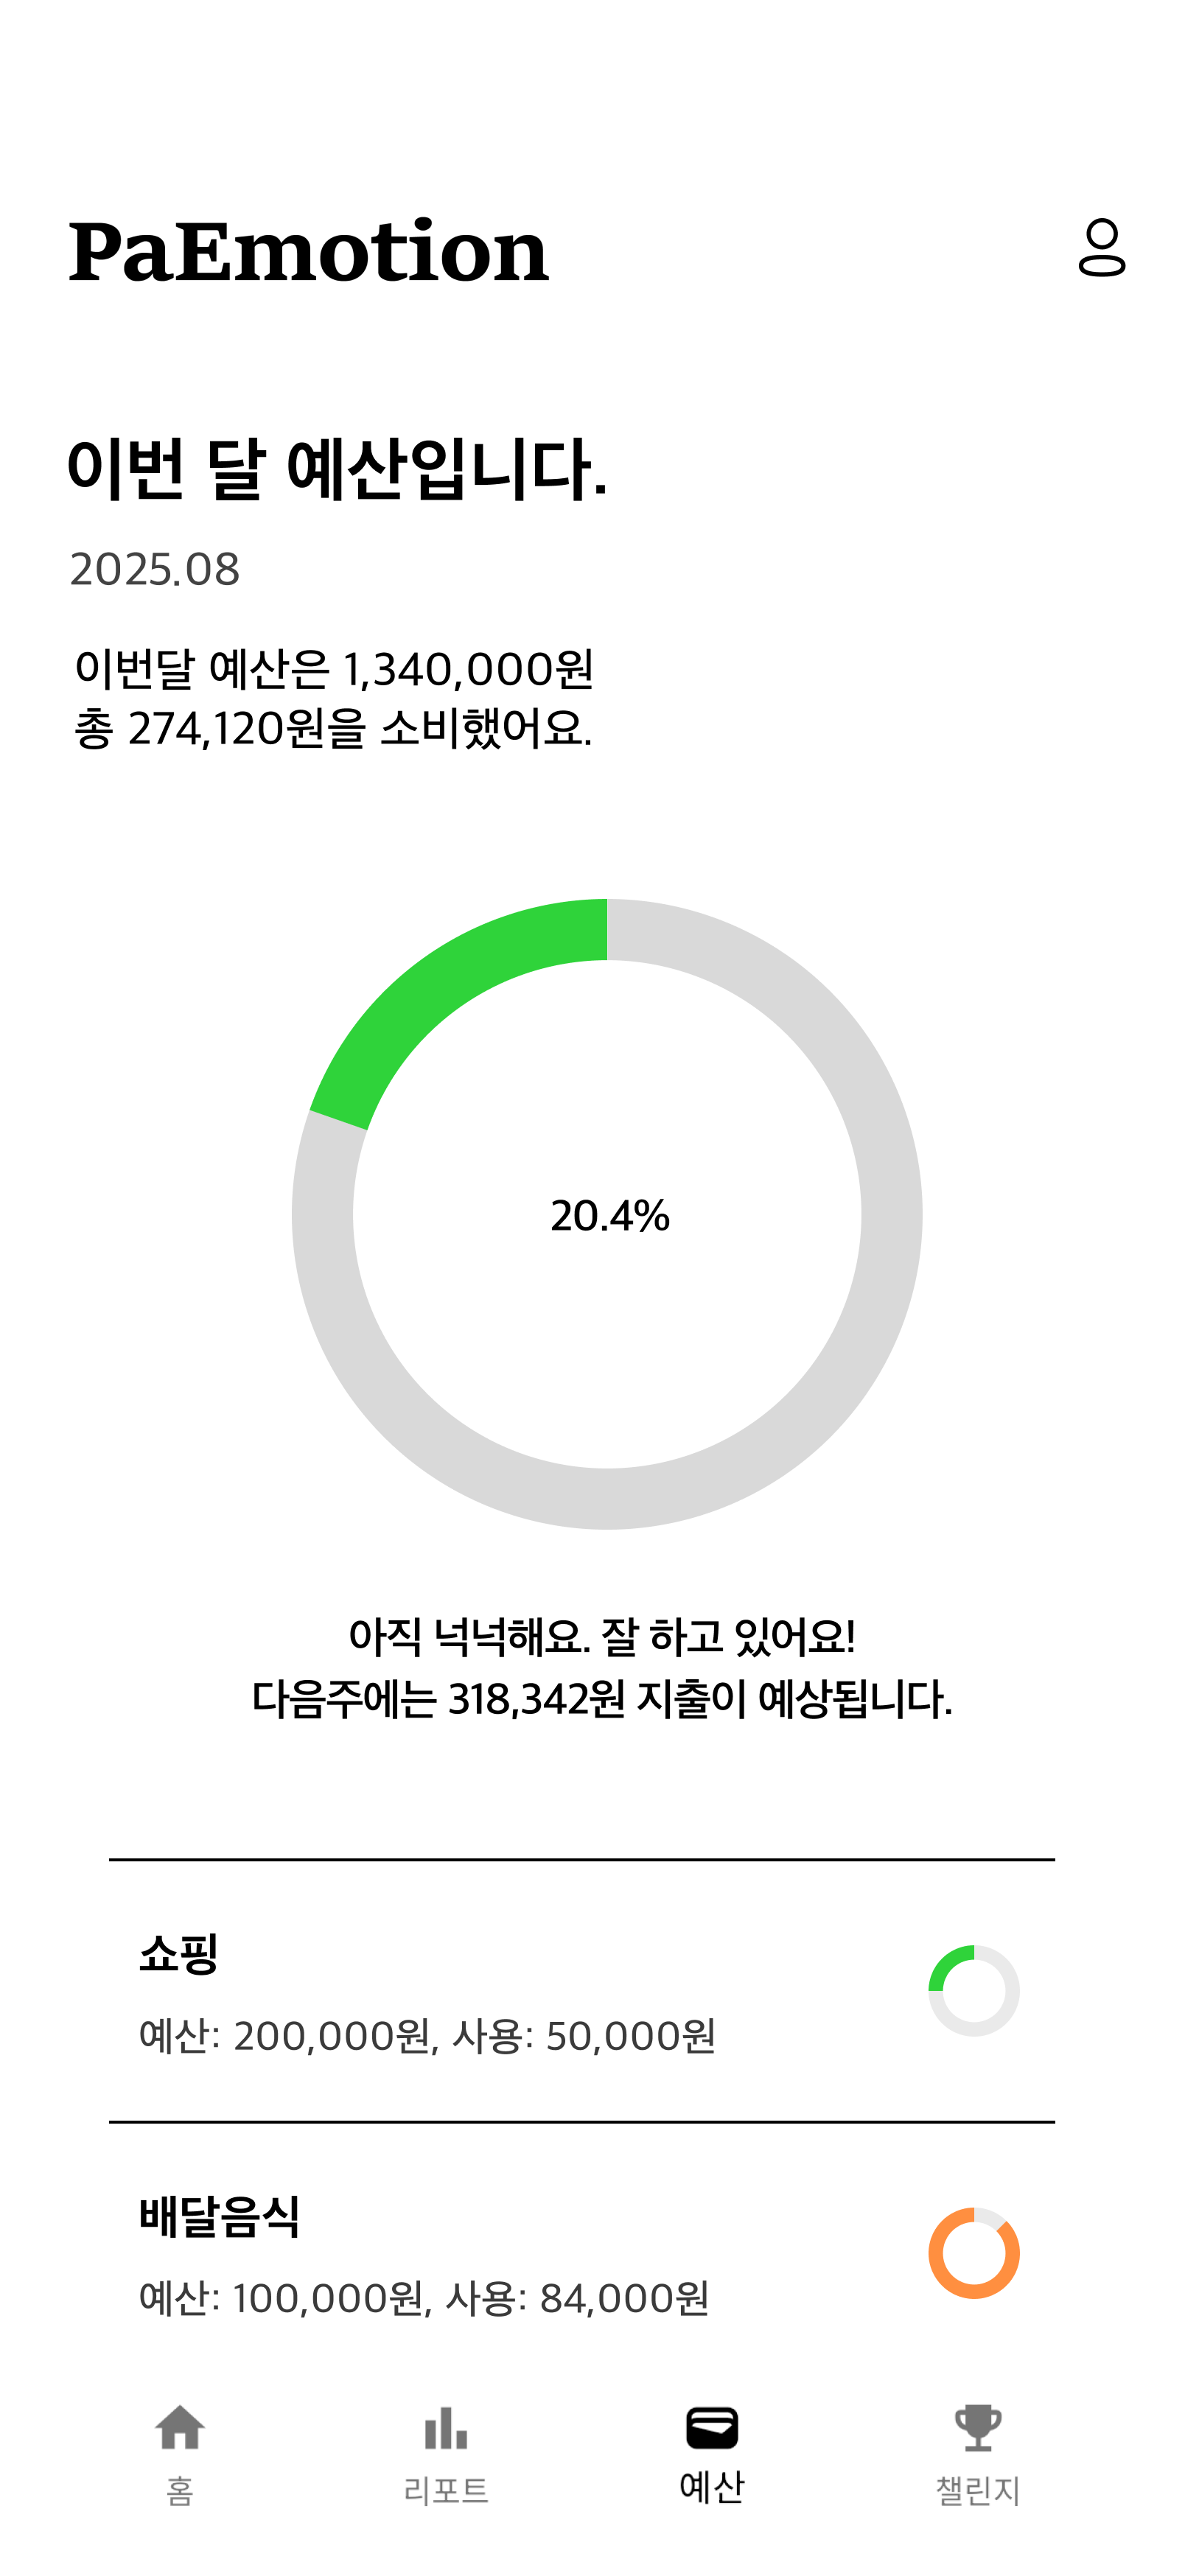 PaEmotion
이번 달 예산입니다.
2025.08
이번달 예산은 1,340,000원
총 274,120원을 소비했어요.
20.4%
아직 넉넉해요. 잘 하고 있어요!
다음주에는 318,342원 지출이 예상됩니다.
쇼핑
예산: 200,000원, 사용: 50,000원
배달음식
예산: 100,000원, 사용: 84,000원
홈
리포트
예산
챌린지